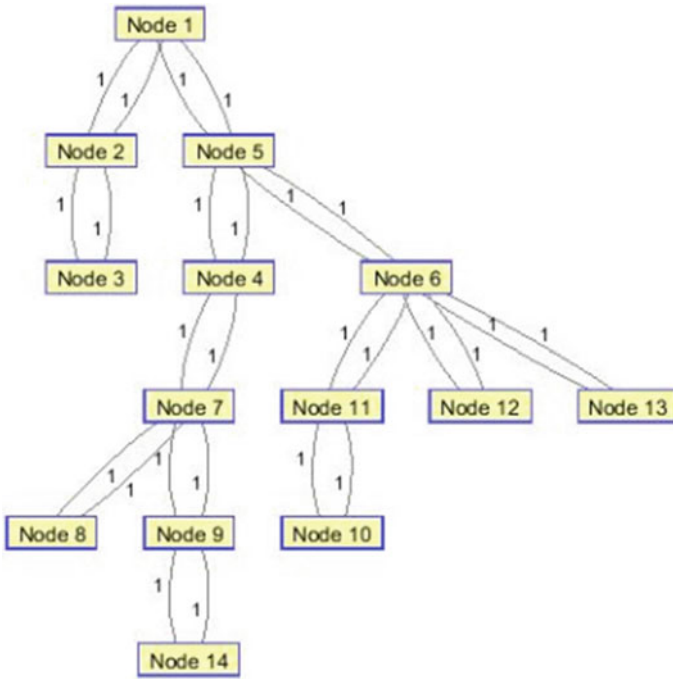 Node 1
1 1 1 1
Node 2 Node 5
1 1 1 1 1 1
Node 3 Node 4 Node 6
1 1 1 1 1 1 1 1
Node 7 Node 11 Node 12 Node 13
1 1 1 1 1 1
Node 8 Node 9 Node 10
1 1
Node 14